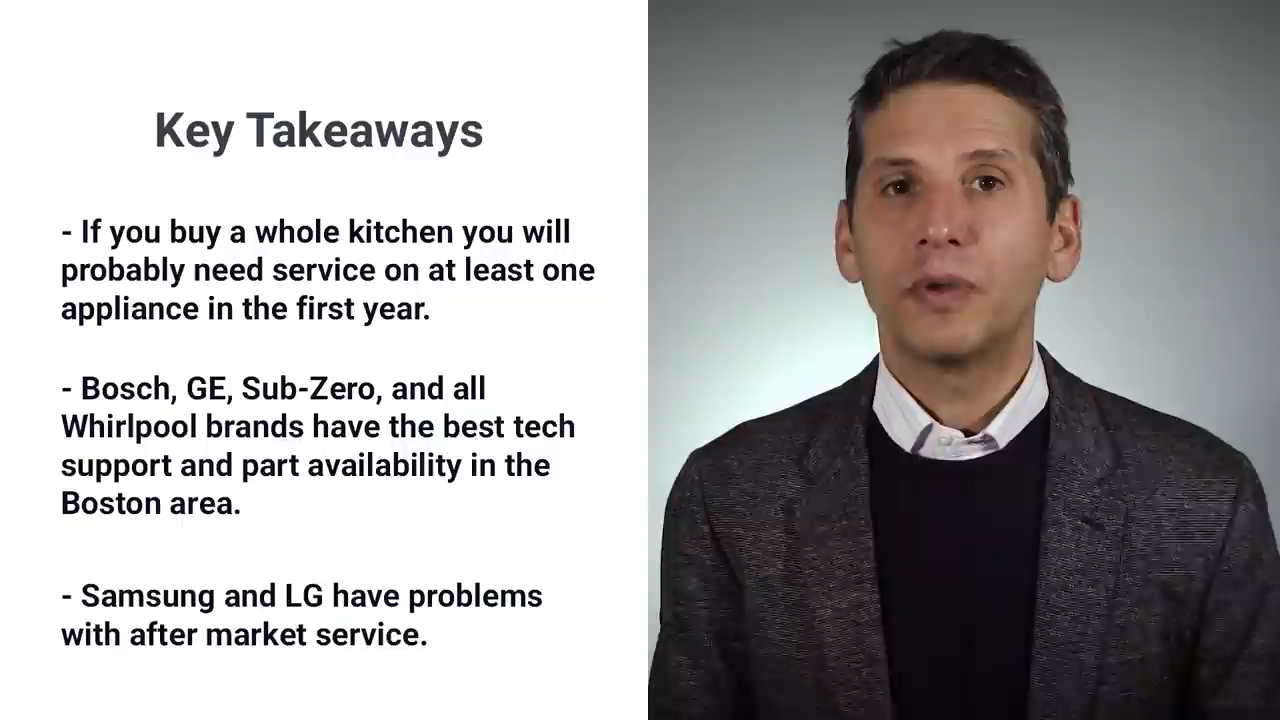 Key Takeaways
- If you buy a whole kitchen you will
probably need service on at least one
appliance in the first year.
- Bosch, GE, Sub-Zero, and all
Whirlpool brands have the best tech
support and part availability in the
Boston area.
- Samsung and LG have problems
with after market service.